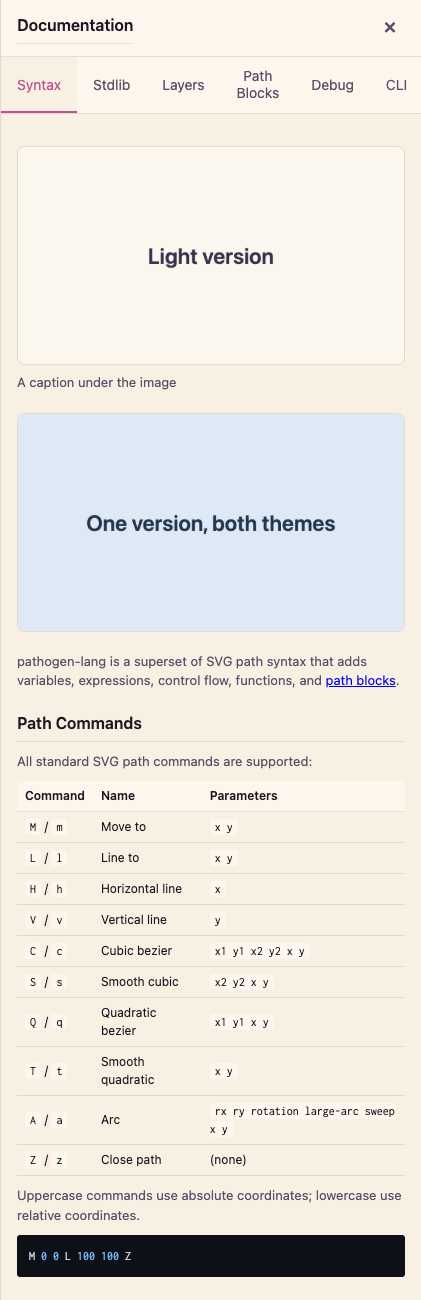 Documentation
×
Syntax
Stdlib
Layers
Path
Blocks
Debug
CLI
Light version
A caption under the image
One version, both themes
pathogen-lang is a superset of SVG path syntax that adds
variables, expressions, control flow, functions, and path blocks.
Path Commands
All standard SVG path commands are supported:
Command Name Parameters
M / m Move to x y
L / l Line to x y
H / h Horizontal line x
V / v Vertical line y
C / c Cubic bezier x1 y1 x2 y2 x y
S / s Smooth cubic x2 y2 x y
Q / q Quadratic bezier x1 y1 x y
T / t Smooth quadratic x y
A / a Arc rx ry rotation large-arc sweep x y
Z / z Close path (none)
Uppercase commands use absolute coordinates; lowercase use
relative coordinates.
M 0 0 L 100 100 Z